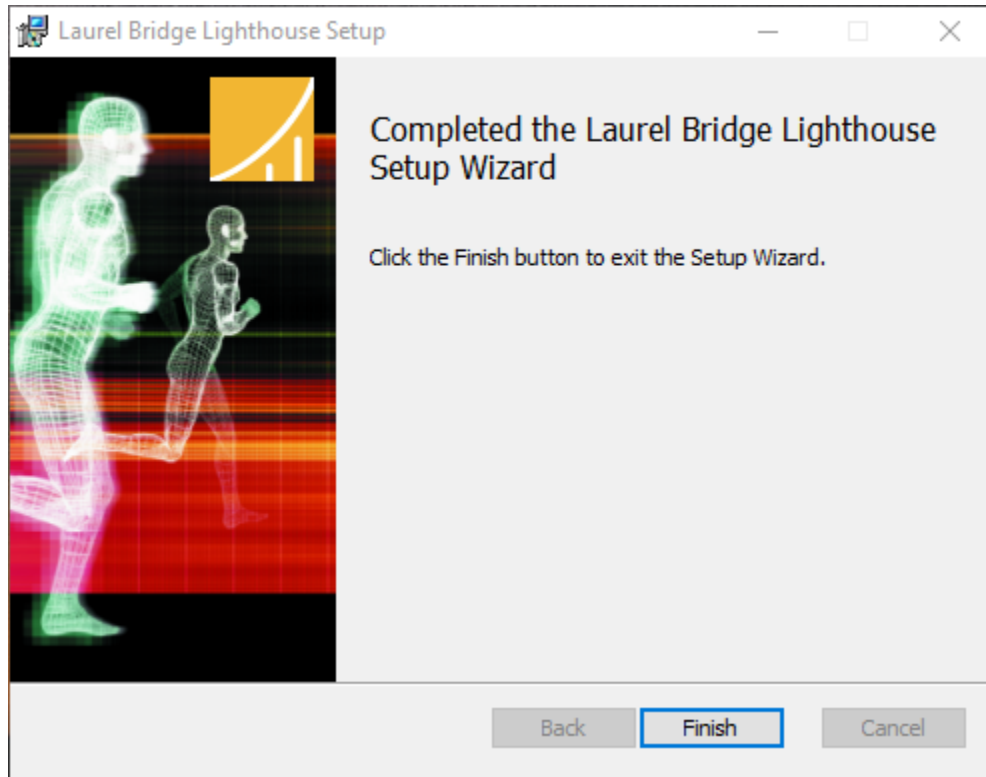 Laurel Bridge Lighthouse Setup
Completed the Laurel Bridge Lighthouse
Setup Wizard
Click the Finish button to exit the Setup Wizard.
Back
Finish
Cancel